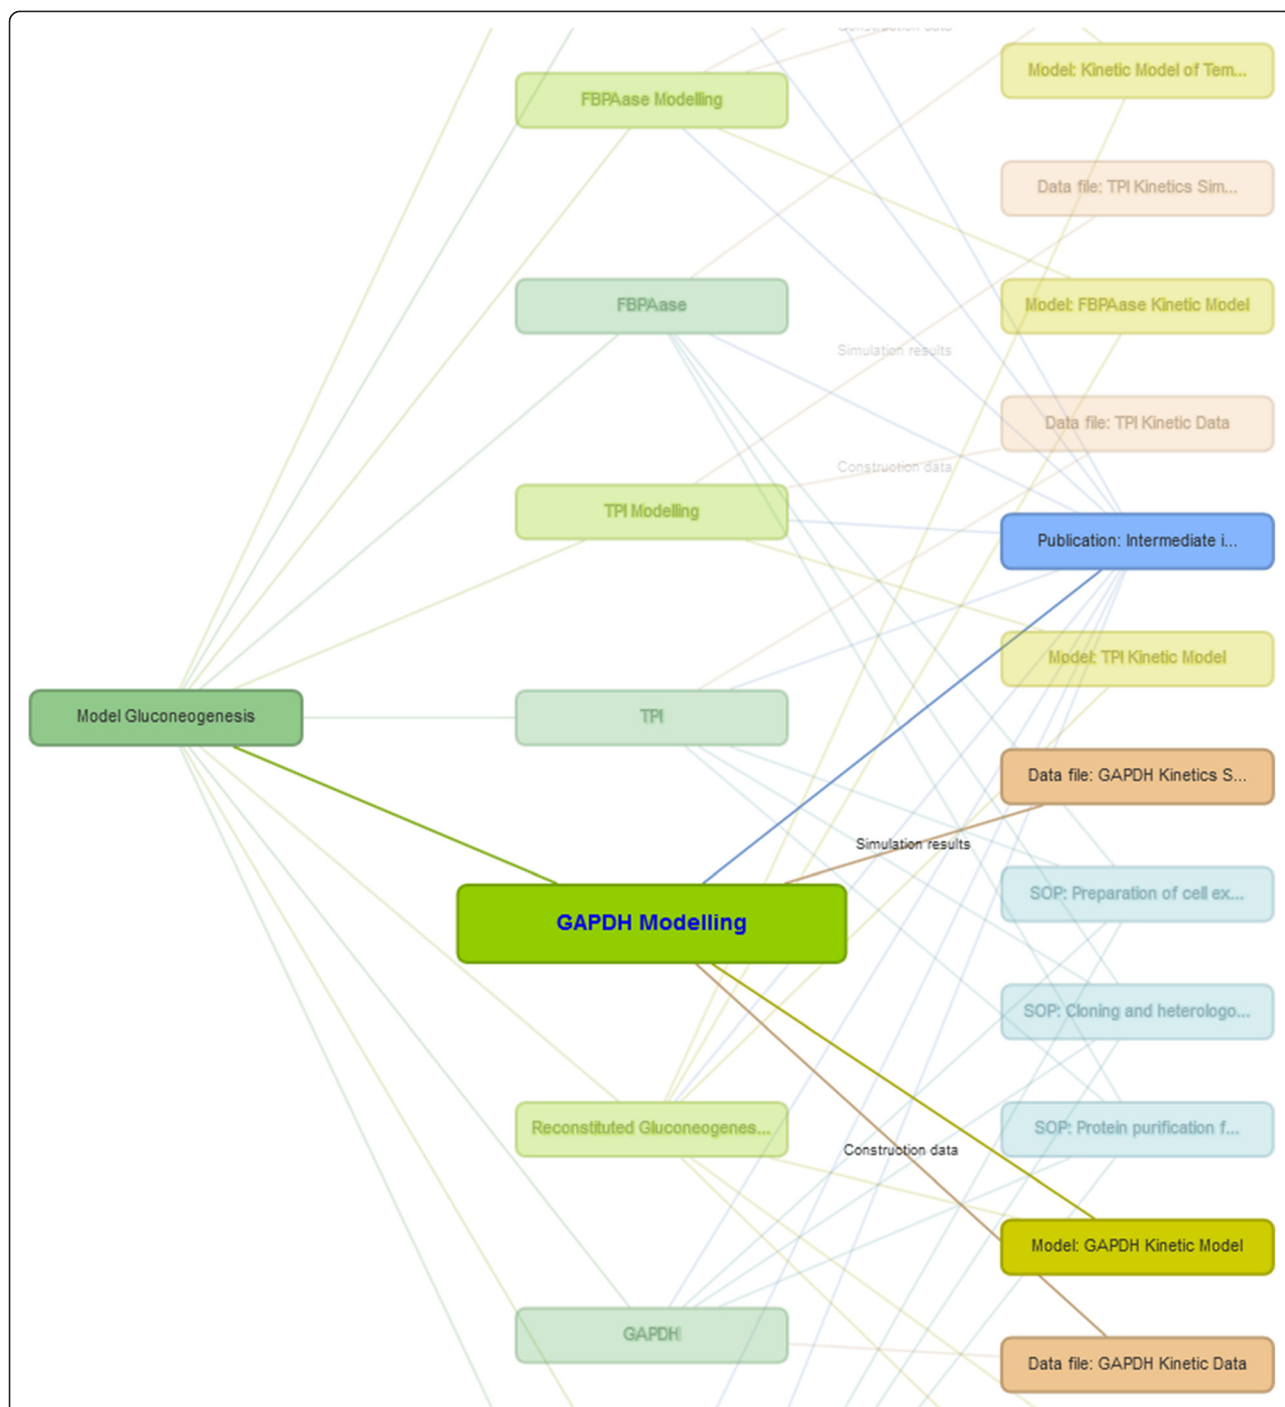 Construction data
Model: Kinetic Model of Tem...
FBPAase Modelling
Data file: TPI Kinetics Sim...
FBPAase
Model: FBPAase Kinetic Model
Simulation results
Data file: TPI Kinetic Data
Construction data
TPI Modelling
Publication: Intermediate i...
Model: TPI Kinetic Model
Model Gluconeogenesis
TPI
Data file: GAPDH Kinetics S...
Simulation results
SOP: Preparation of cell ex...
GAPDH Modelling
SOP: Cloning and heterologo...
Reconstituted Gluconeogenes...
SOP: Protein purification f...
Construction data
Model: GAPDH Kinetic Model
GAPDH
Data file: GAPDH Kinetic Data